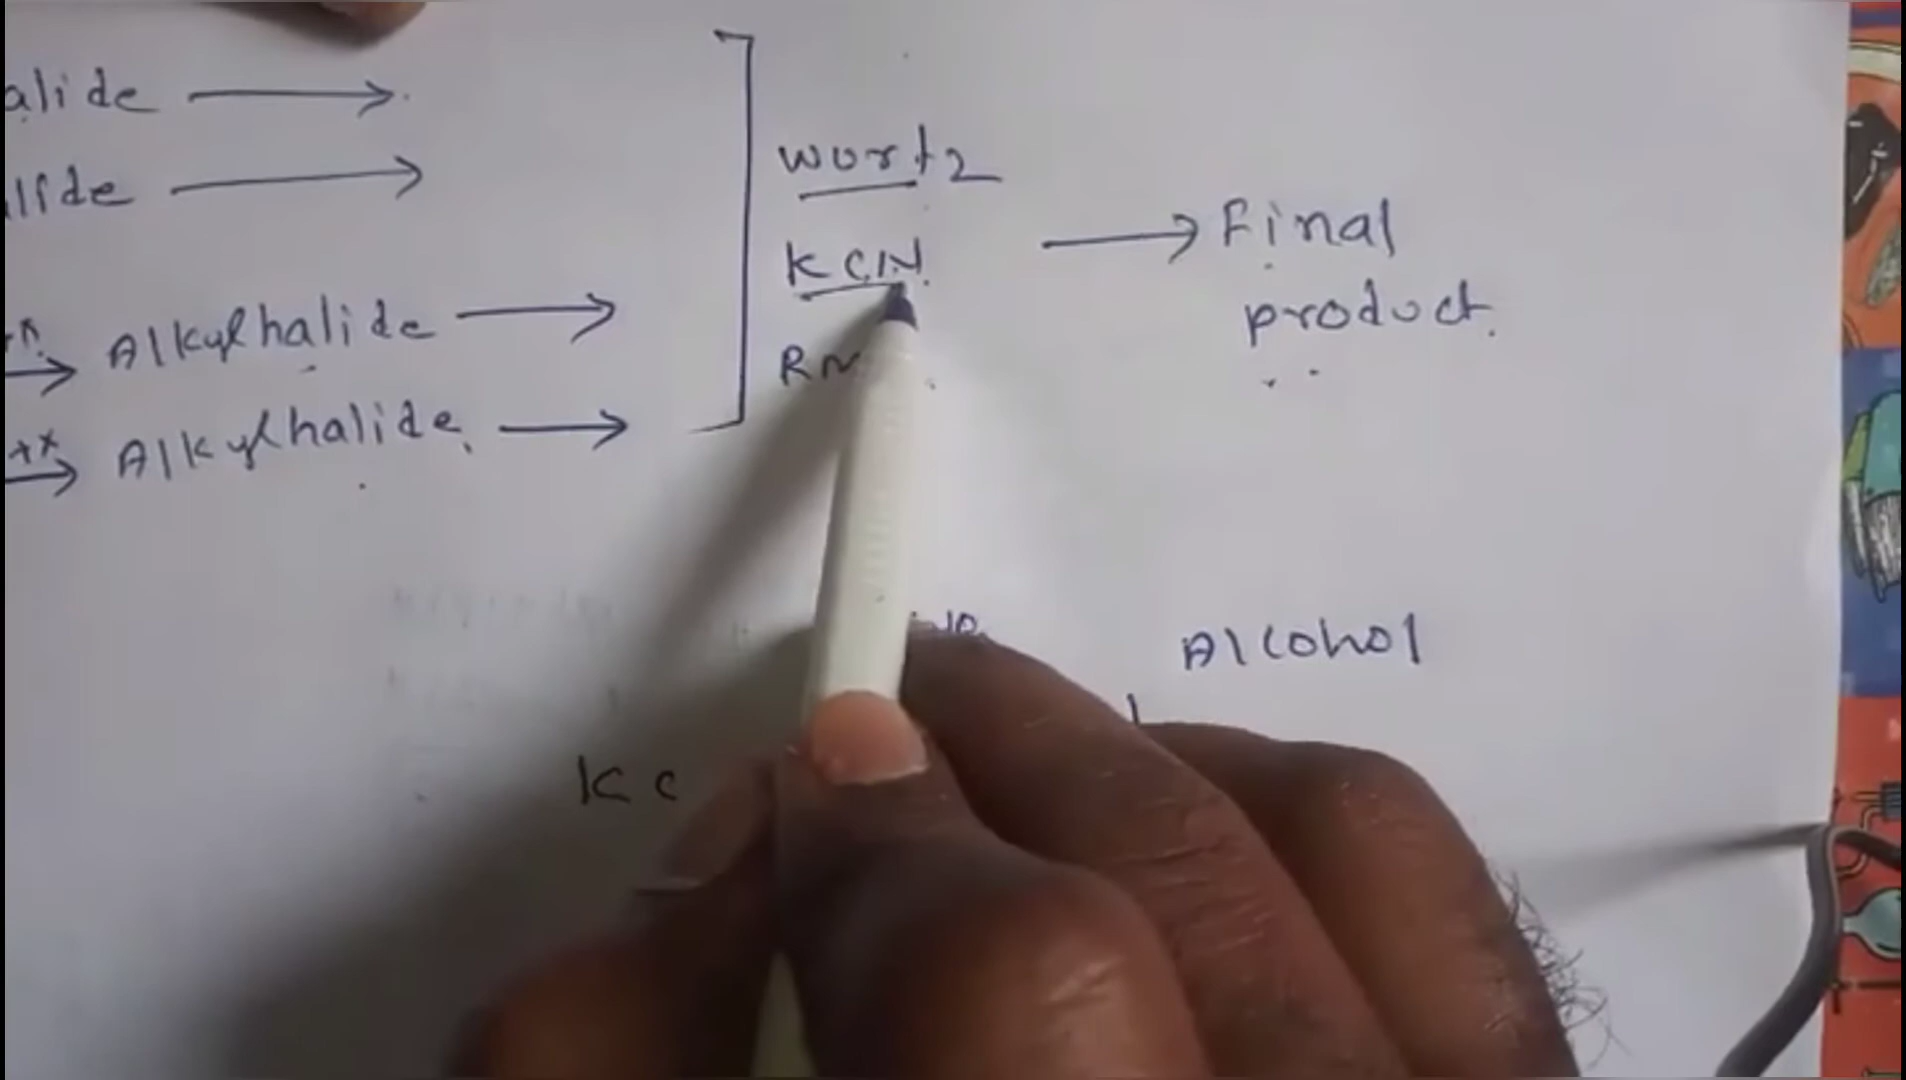 alide →
lide → wurtz
KCN → Final
→ Alkylhalide → product.
+x → Alkylhalide →
Alcohol
KC